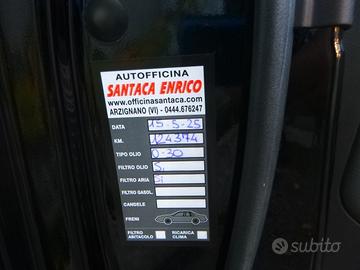 AUTOFFICINA
SANTACA ENRICO
www.officinasantaca.com
ARZIGNANO (VI) - 0444.676247
DATA 15-5-25
KM. 124374
TIPO OLIO 0-30
FILTRO OLIO Si
FILTRO ARIA Si
FILTRO GASOL.
CANDELE
FRENI
FILTRO ABITACOLO
RICARICA CLIMA
subito